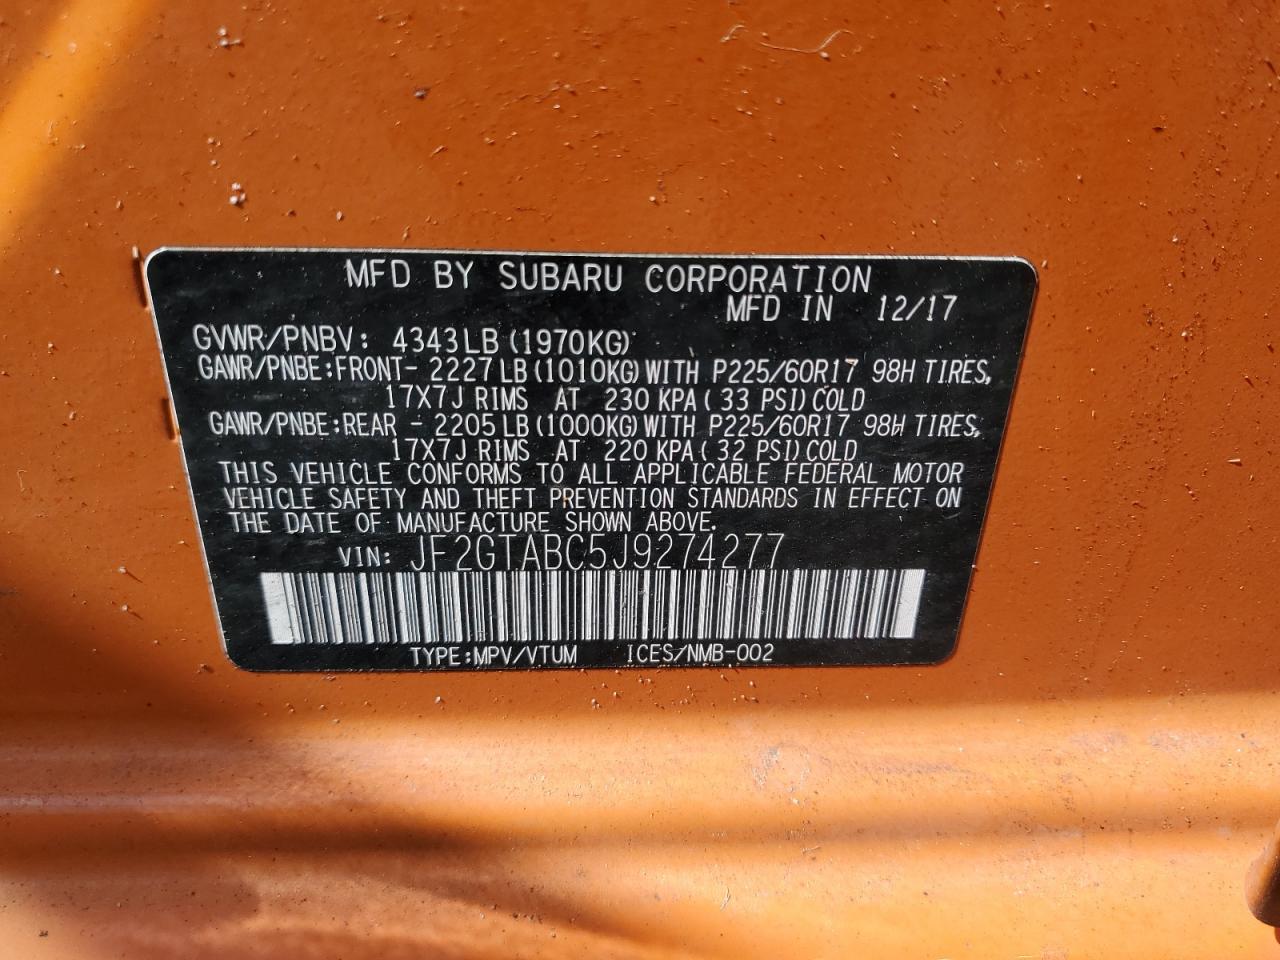 MFD BY SUBARU CORPORATION
MFD IN 12/17
GVWR/PNBV: 4343LB (1970KG)
GAWR/PNBE:FRONT- 2227LB (1010KG) WITH P225/60R17 98H TIRES,
17X7J RIMS AT 230 KPA (33 PSI) COLD
GAWR/PNBE:REAR - 2205LB (1000KG) WITH P225/60R17 98H TIRES,
17X7J RIMS AT 220 KPA (32 PSI) COLD
THIS VEHICLE CONFORMS TO ALL APPLICABLE FEDERAL MOTOR
VEHICLE SAFETY AND THEFT PREVENTION STANDARDS IN EFFECT ON
THE DATE OF MANUFACTURE SHOWN ABOVE.
VIN: JF2GTABC5J9274277
TYPE:MPV/VTUM ICES/NMB-002